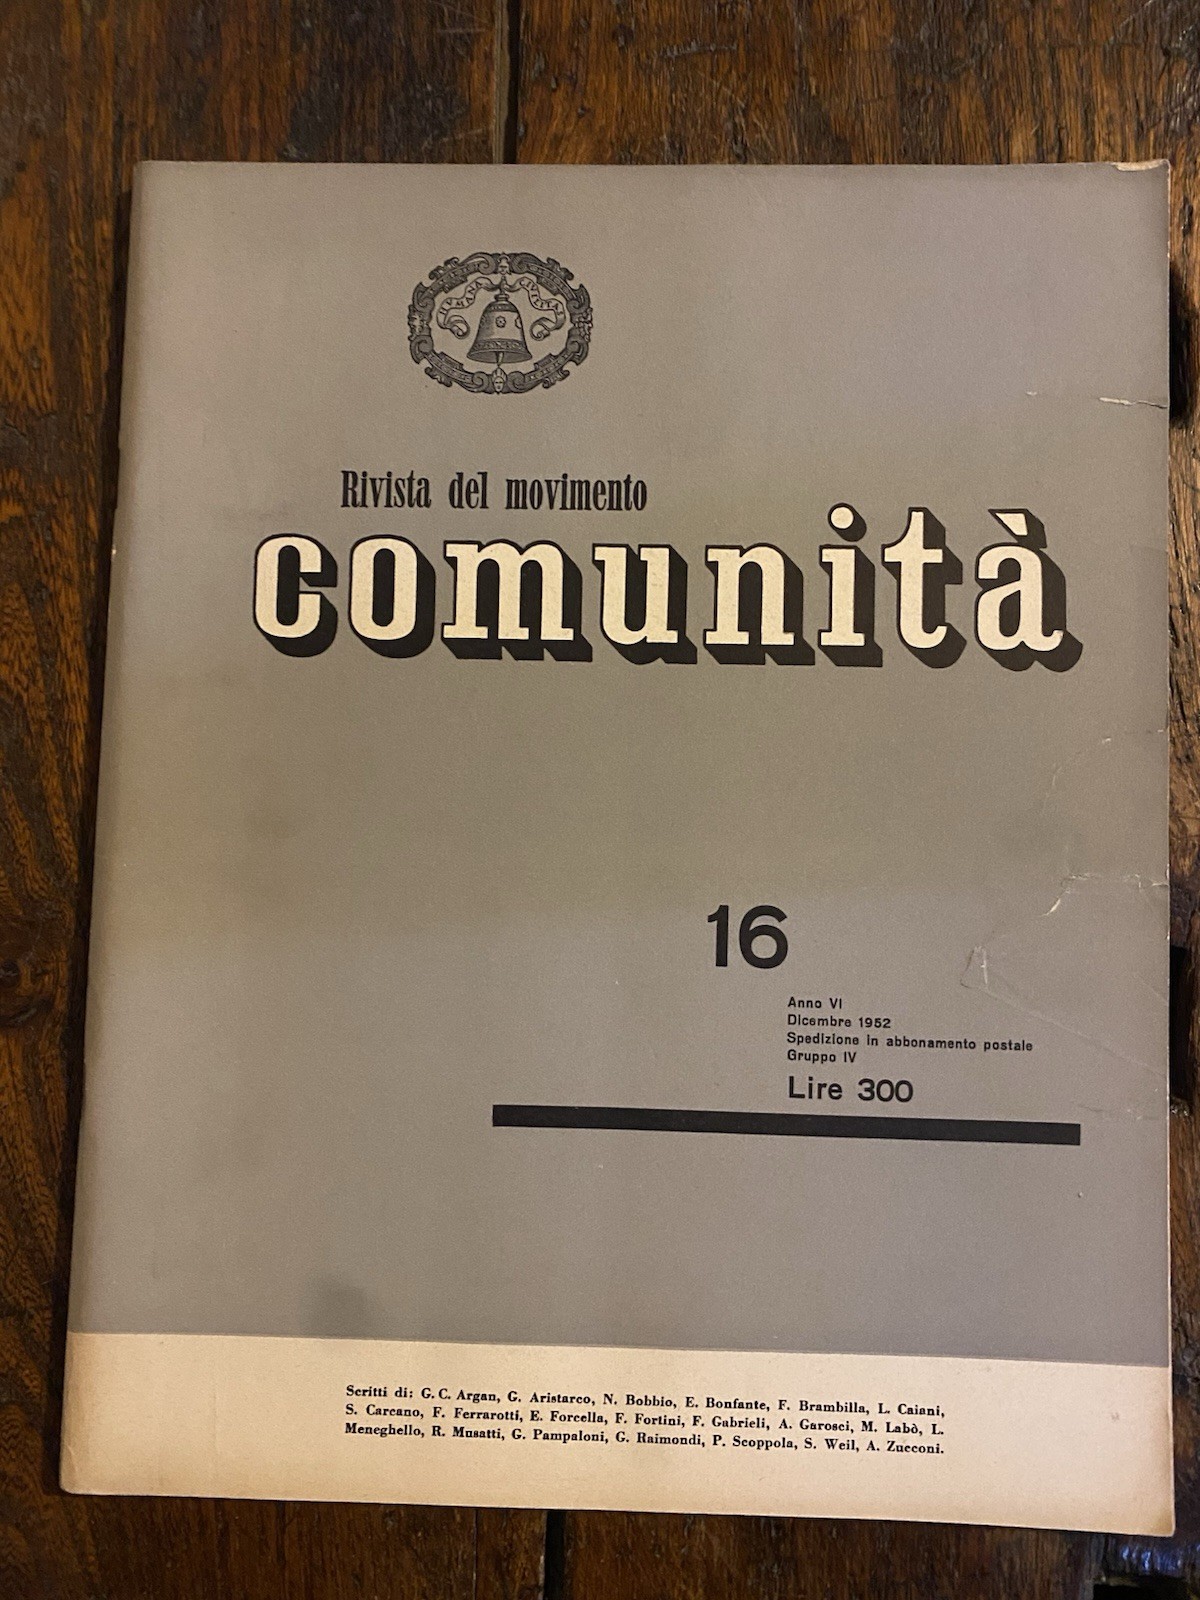 HUMANA CIVILITAS
Rivista del movimento
comunità
16
Anno VI
Dicembre 1952
Spedizione in abbonamento postale
Gruppo IV
Lire 300
Scritti di: G. C. Argan, G. Aristarco, N. Bobbio, E. Bonfante, F. Brambilla, L. Caiani,
S. Carcano, F. Ferrarotti, E. Forcella, F. Fortini, F. Gabrieli, A. Garosci, M. Labò, L.
Meneghello, R. Musatti, G. Pampaloni, G. Raimondi, P. Scoppola, S. Weil, A. Zucconi.